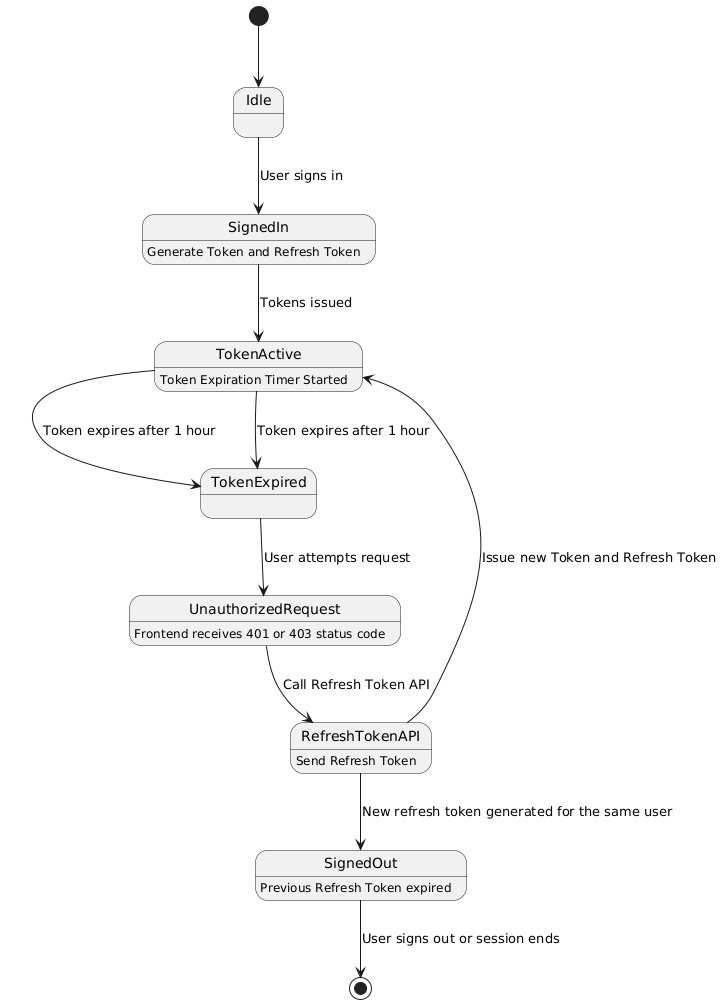 Idle
User signs in
SignedIn
Generate Token and Refresh Token
Tokens issued
TokenActive
Token Expiration Timer Started
Token expires after 1 hour
Token expires after 1 hour
TokenExpired
User attempts request
Issue new Token and Refresh Token
UnauthorizedRequest
Frontend receives 401 or 403 status code
Call Refresh Token API
RefreshTokenAPI
Send Refresh Token
New refresh token generated for the same user
SignedOut
Previous Refresh Token expired
User signs out or session ends